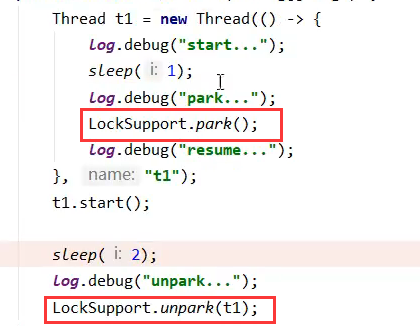 Thread t1 = new Thread(() -> {
log.debug("start...");
sleep( i: 1);
log.debug("park...");
LockSupport.park();
log.debug("resume...");
}, name: "t1");
t1.start();
sleep( i: 2);
log.debug("unpark...");
LockSupport.unpark(t1);